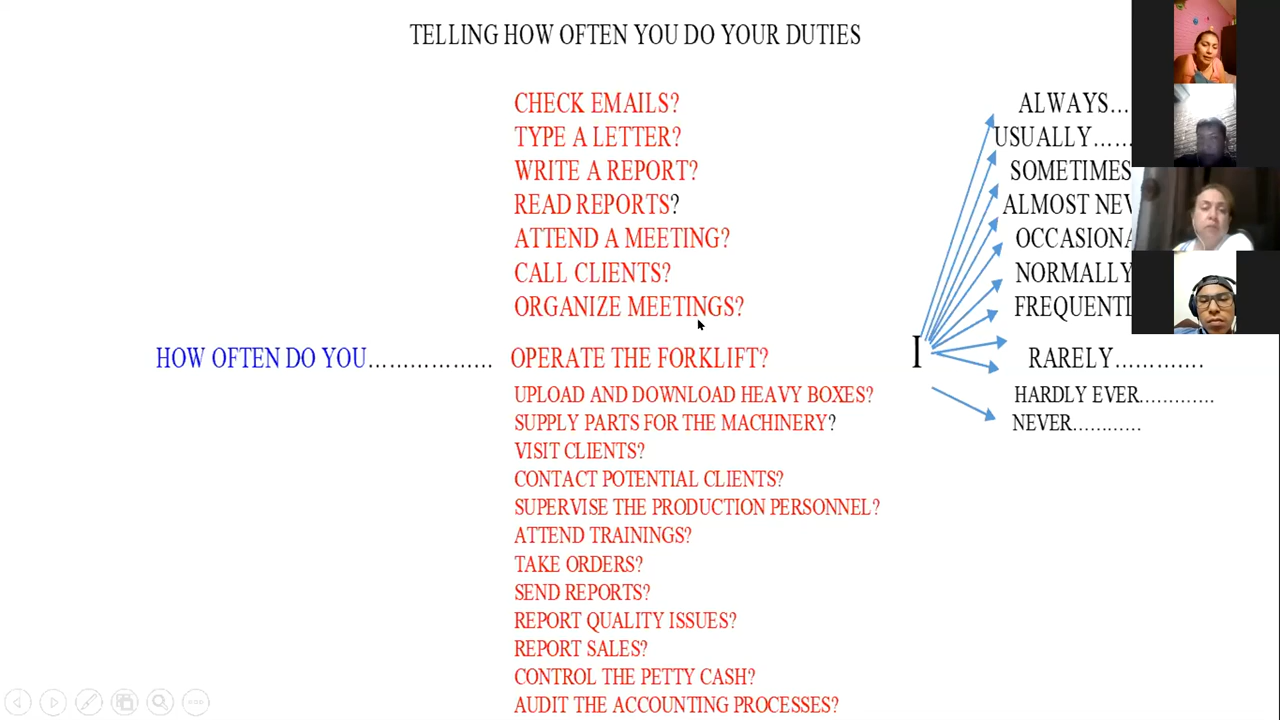 TELLING HOW OFTEN YOU DO YOUR DUTIES
CHECK EMAILS?
TYPE A LETTER?
WRITE A REPORT?
READ REPORTS?
ATTEND A MEETING?
CALL CLIENTS?
ORGANIZE MEETINGS?
HOW OFTEN DO YOU……………… OPERATE THE FORKLIFT?
UPLOAD AND DOWNLOAD HEAVY BOXES?
SUPPLY PARTS FOR THE MACHINERY?
VISIT CLIENTS?
CONTACT POTENTIAL CLIENTS?
SUPERVISE THE PRODUCTION PERSONNEL?
ATTEND TRAININGS?
TAKE ORDERS?
SEND REPORTS?
REPORT QUALITY ISSUES?
REPORT SALES?
CONTROL THE PETTY CASH?
AUDIT THE ACCOUNTING PROCESSES?
I
ALWAYS…
USUALLY……
SOMETIMES
ALMOST
NORMALLY
RARELY………….
HARDLY EVER………….
NEVER…………